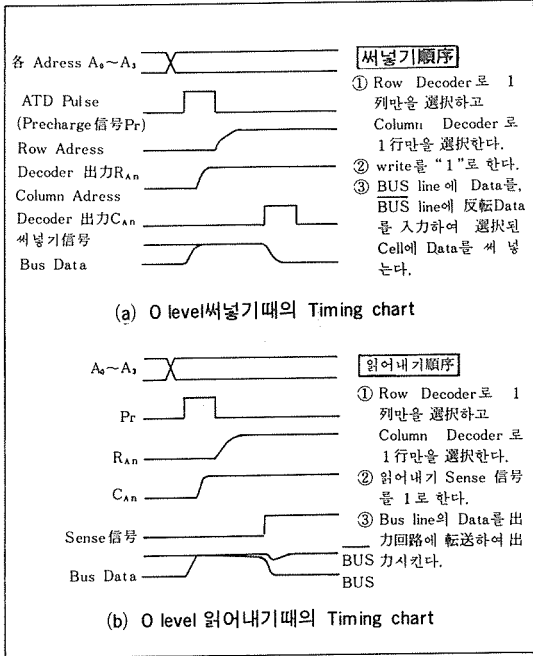 各 Adress A₀～A₃
ATD Pulse
(Precharge信号Pr)
Row Adress
Decoder 出力RAn
Column Adress
Decoder 出力CAn
써넣기信号
Bus Data
써넣기順序
① Row Decoder로 1
列만을 選択하고
Column Decoder로
1行만을 選択한다.
② write를 “1”로 한다.
③ BUS line에 Data를,
BUS line에 反転Data
를 入力하여 選択된
Cell에 Data를 써 넣
는다.
(a) O level써넣기때의 Timing chart
A₀～A₃
Pr
RAn
CAn
Sense信号
Bus Data
BUS
BUS
읽어내기順序
① Row Decoder로 1
列만을 選択하고
Column Decoder로
1行만을 選択한다.
② 읽어내기 Sense 信号
를 1로 한다.
③ Bus line의 Data를 出
力回路에 転送하여 出
力시킨다.
(b) O level 읽어내기때의 Timing chart